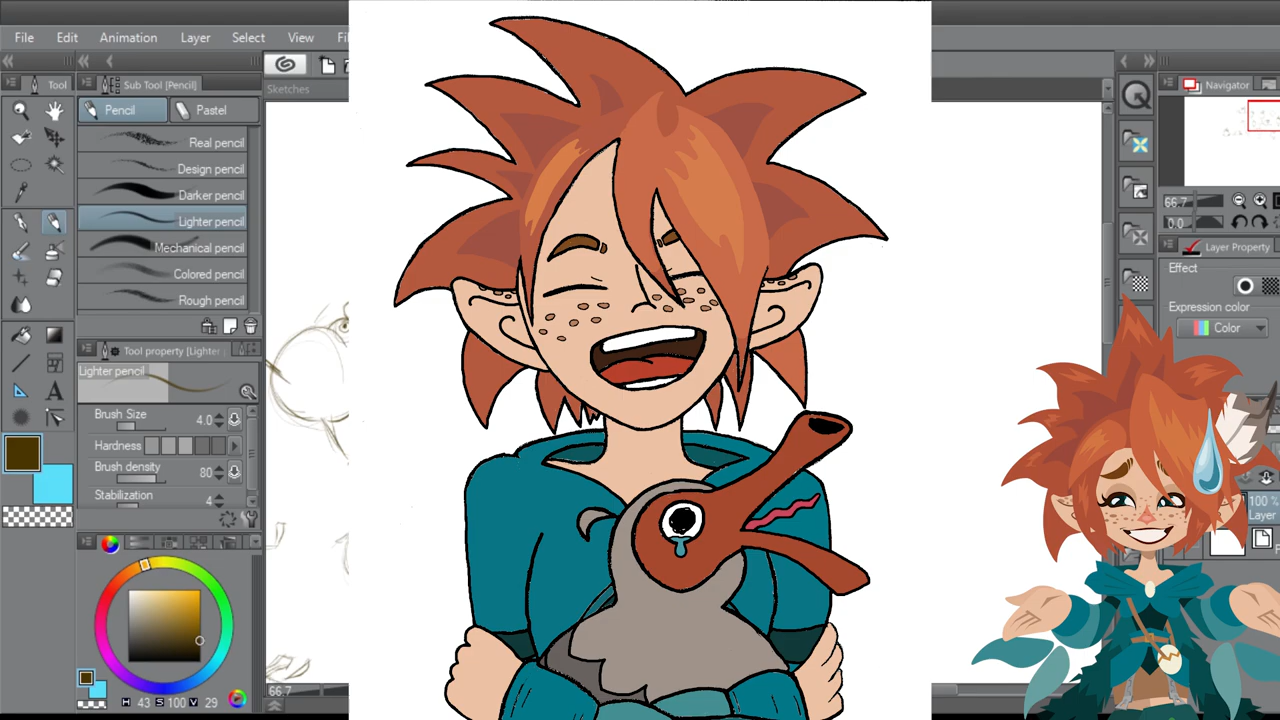 File Edit Animation Layer Select View Fil
Tool
Sub Tool [Pencil]
Pencil Pastel
Real pencil
Design pencil
Darker pencil
Lighter pencil
Mechanical pencil
Colored pencil
Rough pencil
Tool property [Lighter
Lighter pencil
Brush Size 4.0
Hardness
Brush density 80
Stabilization 4
H 43 S 100 V 29
Sketches
66.7
Navigator
66.7
0.0
Layer Property
Effect
Expression color
Color
100
Layer